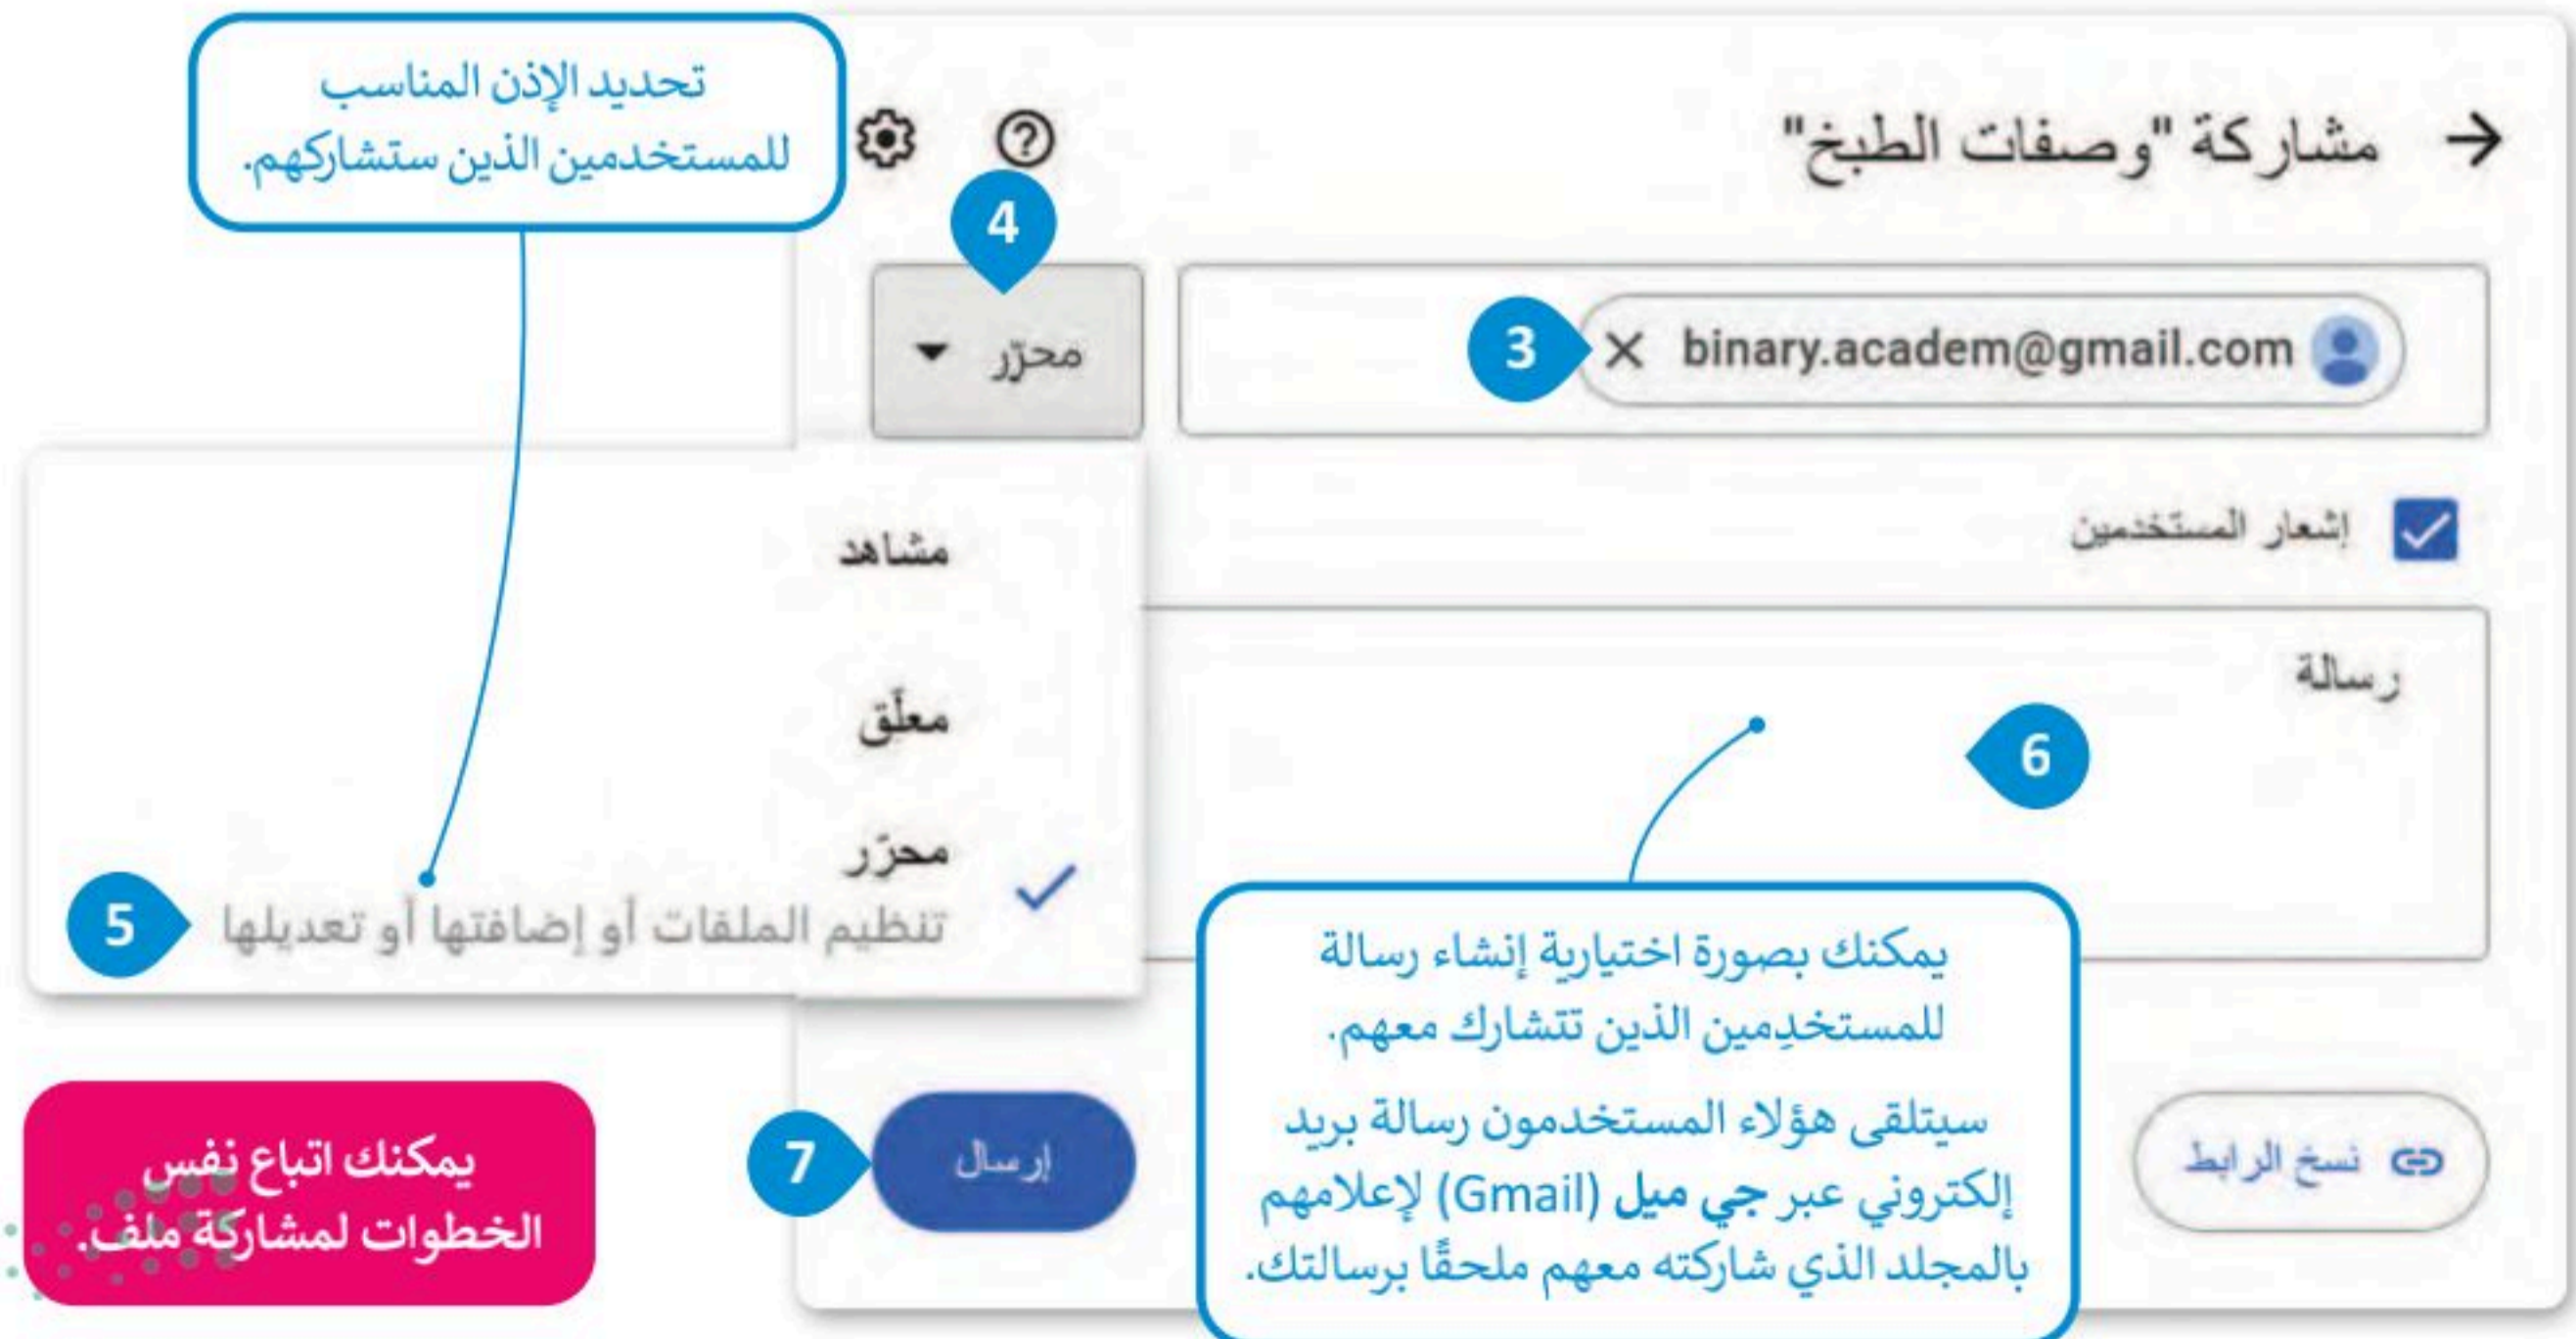 تحديد الإذن المناسب
للمستخدمين الذين ستشاركهم.
مشاركة "وصفات الطبخ"
4
محرّر
3
binary.academ@gmail.com
إشعار المستخدمين
مشاهد
معلّق
محرّر
تنظيم الملفات أو إضافتها أو تعديلها
5
رسالة
6
يمكنك بصورة اختيارية إنشاء رسالة
للمستخدِمين الذين تتشارك معهم.
سيتلقى هؤلاء المستخدمون رسالة بريد
إلكتروني عبر جي ميل (Gmail) لإعلامهم
بالمجلد الذي شاركته معهم ملحقًا برسالتك.
نسخ الرابط
7
إرسال
يمكنك اتباع نفس
الخطوات لمشاركة ملف.